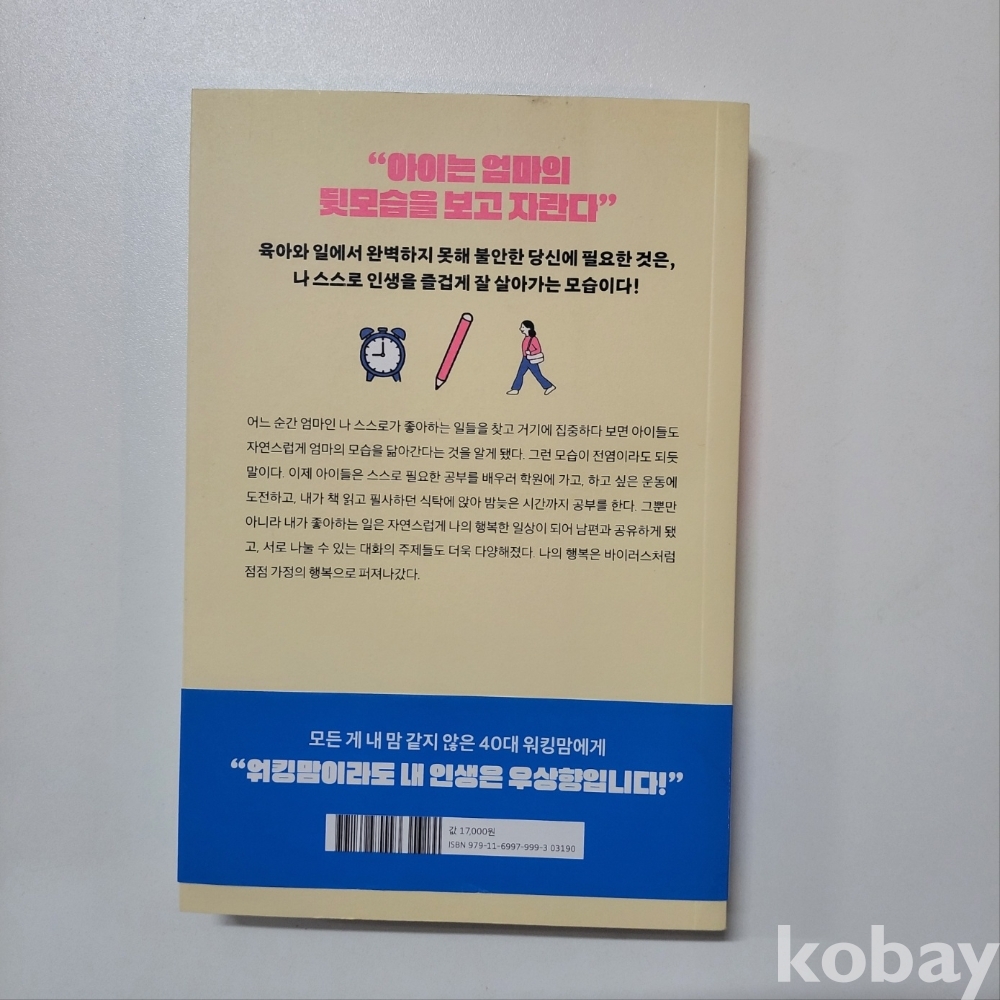 “아이는 엄마의
뒷모습을 보고 자란다”
육아와 일에서 완벽하지 못해 불안한 당신에 필요한 것은,
나 스스로 인생을 즐겁게 잘 살아가는 모습이다!
어느 순간 엄마인 나 스스로가 좋아하는 일들을 찾고 거기에 집중하다 보면 아이들도
자연스럽게 엄마의 모습을 닮아간다는 것을 알게 됐다. 그런 모습이 전염이라도 되듯
말이다. 이제 아이들은 스스로 필요한 공부를 배우러 학원에 가고, 하고 싶은 운동에
도전하고, 내가 책 읽고 필사하던 식탁에 앉아 밤늦은 시간까지 공부를 한다. 그뿐만
아니라 내가 좋아하는 일은 자연스럽게 나의 행복한 일상이 되어 남편과 공유하게 됐
고, 서로 나눌 수 있는 대화의 주제들도 더욱 다양해졌다. 나의 행복은 바이러스처럼
점점 가정의 행복으로 퍼져나갔다.
모든 게 내 맘 같지 않은 40대 워킹맘에게
“워킹맘이라도 내 인생은 우상향입니다!”
값 17,000원
ISBN 979-11-6997-999-3 03190
kobay